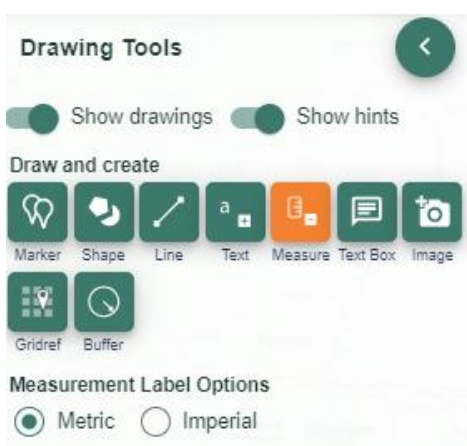 Drawing Tools
Show drawings Show hints
Draw and create
a
Marker Shape Line Text Measure Text Box Image
Gridref Buffer
Measurement Label Options
Metric Imperial